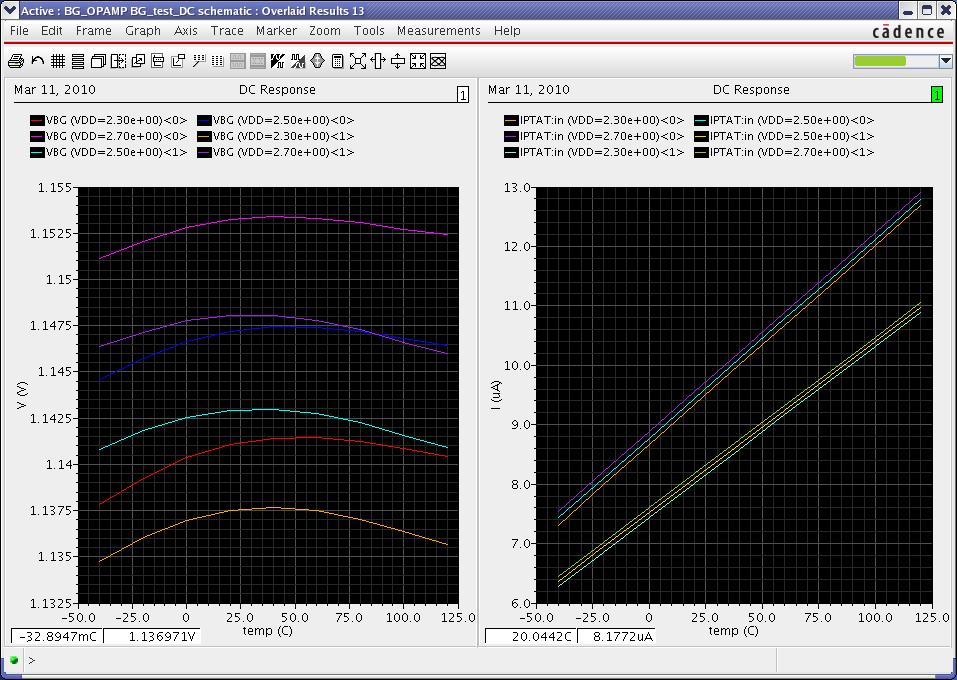 Active : BG_OPAMP BG_test_DC schematic : Overlaid Results 13
File Edit Frame Graph Axis Trace Marker Zoom Tools Measurements Help
cādence
Mar 11, 2010 DC Response 1
VBG (VDD=2.30e+00)<0> VBG (VDD=2.50e+00)<0>
VBG (VDD=2.70e+00)<0> VBG (VDD=2.30e+00)<1>
VBG (VDD=2.50e+00)<1> VBG (VDD=2.70e+00)<1>
1.155
1.1525
1.15
1.1475
1.145
1.1425
1.14
1.1375
1.135
1.1325
V (V)
-50.0 -25.0 0 25.0 50.0 75.0 100.0 125.0
temp (C)
-32.8947mC 1.136971V
Mar 11, 2010 DC Response 1
IPTAT:in (VDD=2.30e+00)<0> IPTAT:in (VDD=2.50e+00)<0>
IPTAT:in (VDD=2.70e+00)<0> IPTAT:in (VDD=2.50e+00)<1>
IPTAT:in (VDD=2.30e+00)<1> IPTAT:in (VDD=2.70e+00)<1>
13.0
12.0
11.0
10.0
9.0
8.0
7.0
6.0
I (uA)
-50.0 -25.0 0 25.0 50.0 75.0 100.0 125.0
temp (C)
20.0442C 8.1772uA
>